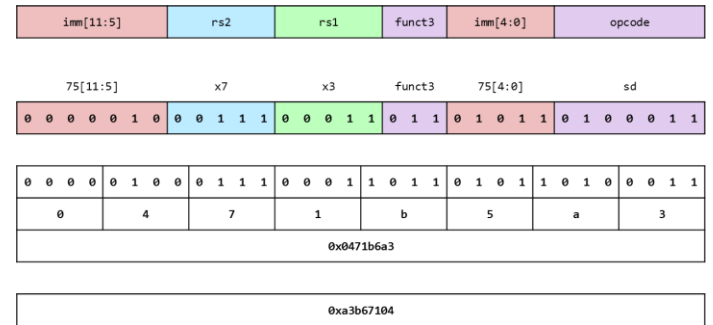 imm[11:5] rs2 rs1 funct3 imm[4:0] opcode
75[11:5] x7 x3 funct3 75[4:0] sd
0 0 0 0 0 1 0 0 0 1 1 1 0 0 0 1 1 0 1 1 0 1 0 1 1 0 1 0 0 0 1 1
0 0 0 0 0 1 0 0 0 1 1 1 0 0 0 1 1 0 1 1 0 1 0 1 1 0 1 0 0 0 1 1
0 4 7 1 b 5 a 3
0x0471b6a3
0xa3b67104